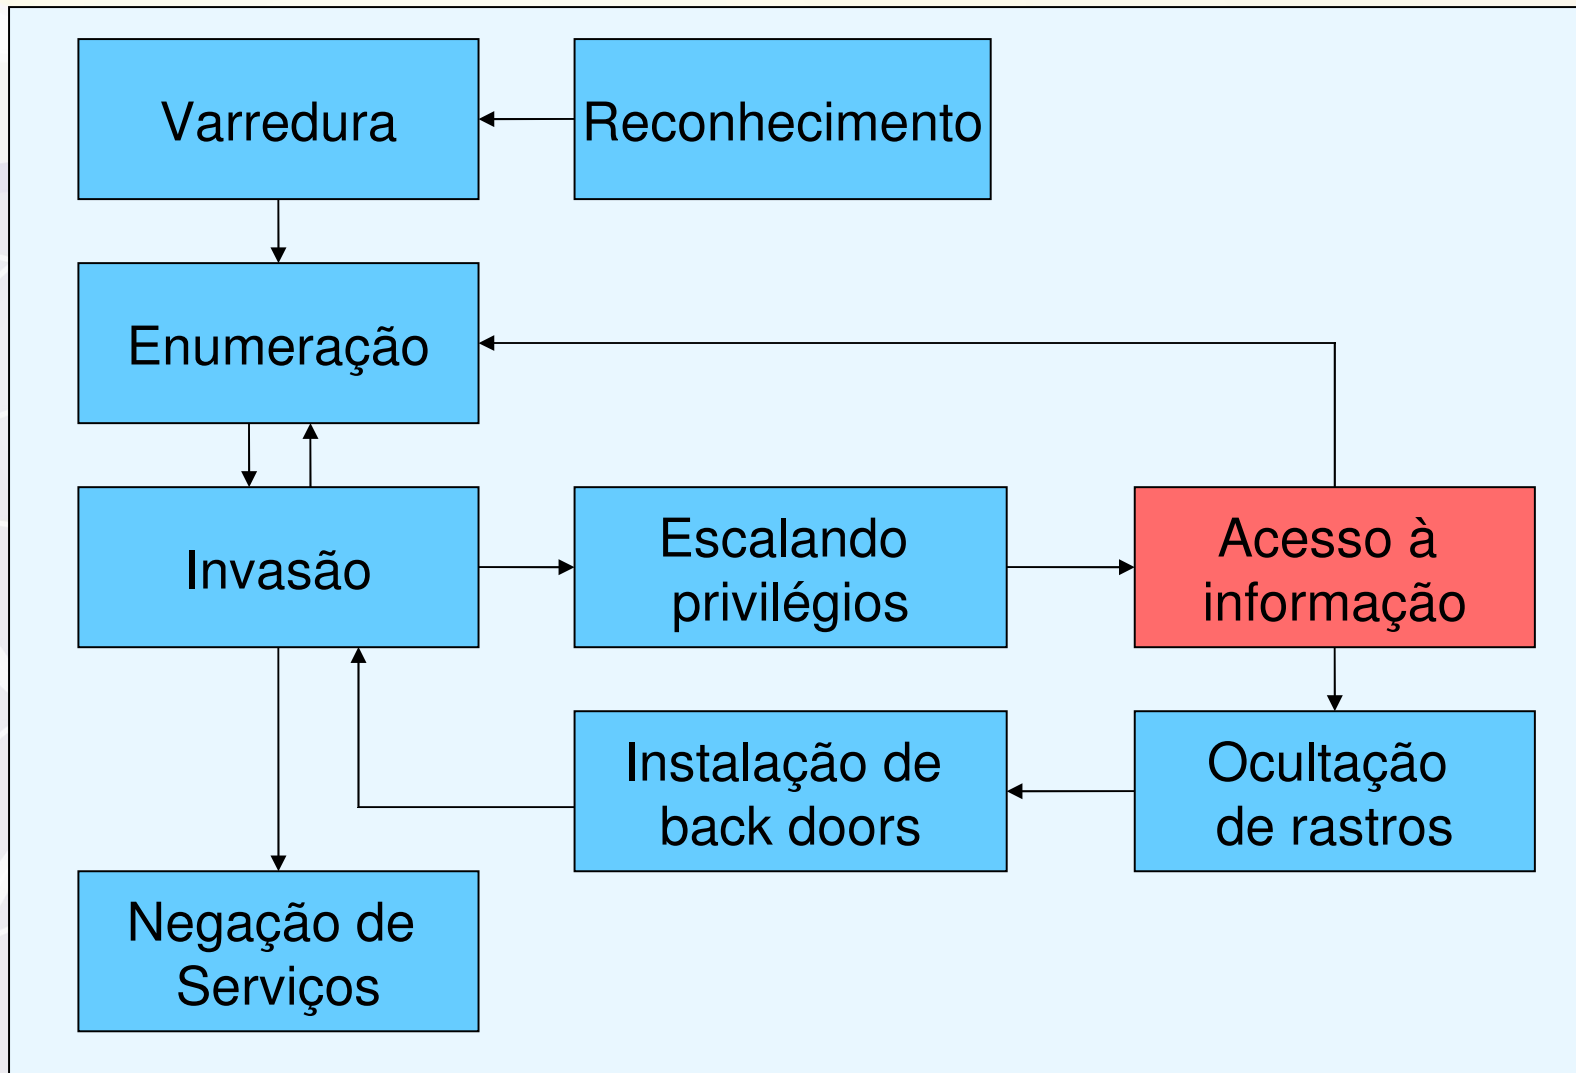 Varredura
Reconhecimento
Enumeração
Invasão
Escalando
privilégios
Acesso à
informação
Instalação de
back doors
Ocultação
de rastros
Negação de
Serviços